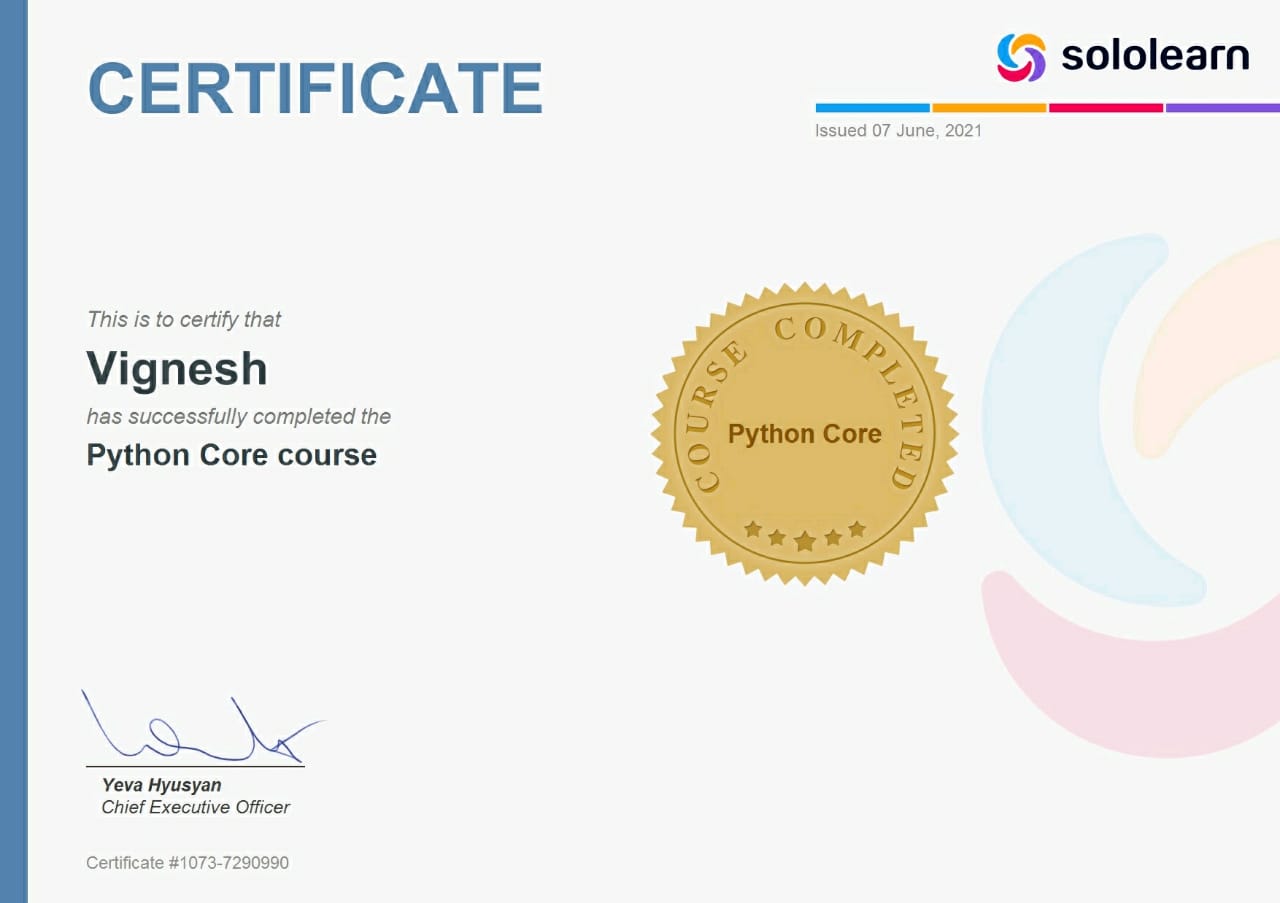 CERTIFICATE
sololearn
Issued 07 June, 2021
This is to certify that
Vignesh
has successfully completed the
Python Core course
COURSE COMPLETED
Python Core
Yeva Hyusyan
Chief Executive Officer
Certificate #1073-7290990